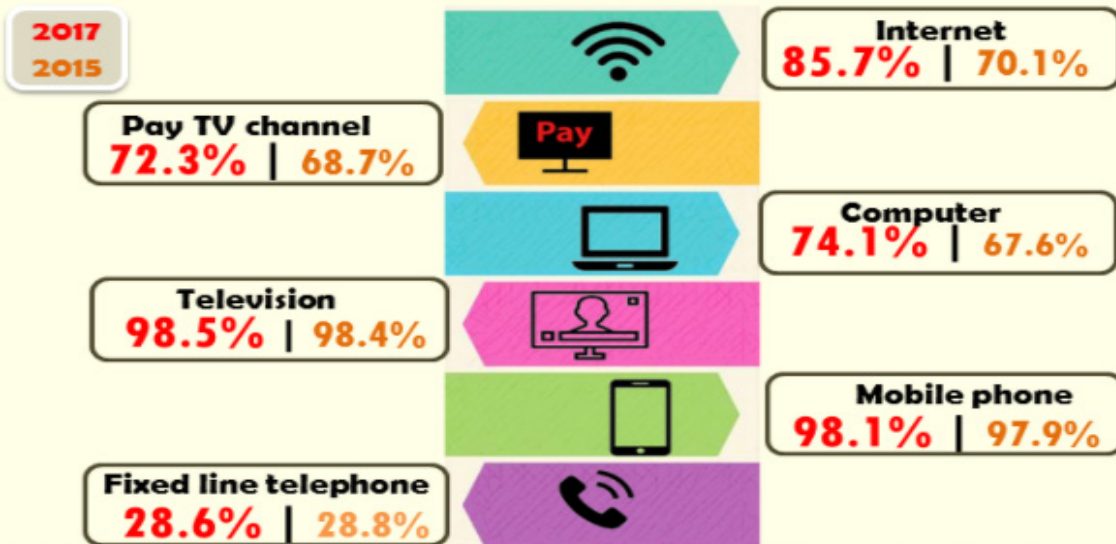 2017
2015
Internet
85.7% | 70.1%
Pay TV channel
72.3% | 68.7%
Pay
Computer
74.1% | 67.6%
Television
98.5% | 98.4%
Mobile phone
98.1% | 97.9%
Fixed line telephone
28.6% | 28.8%